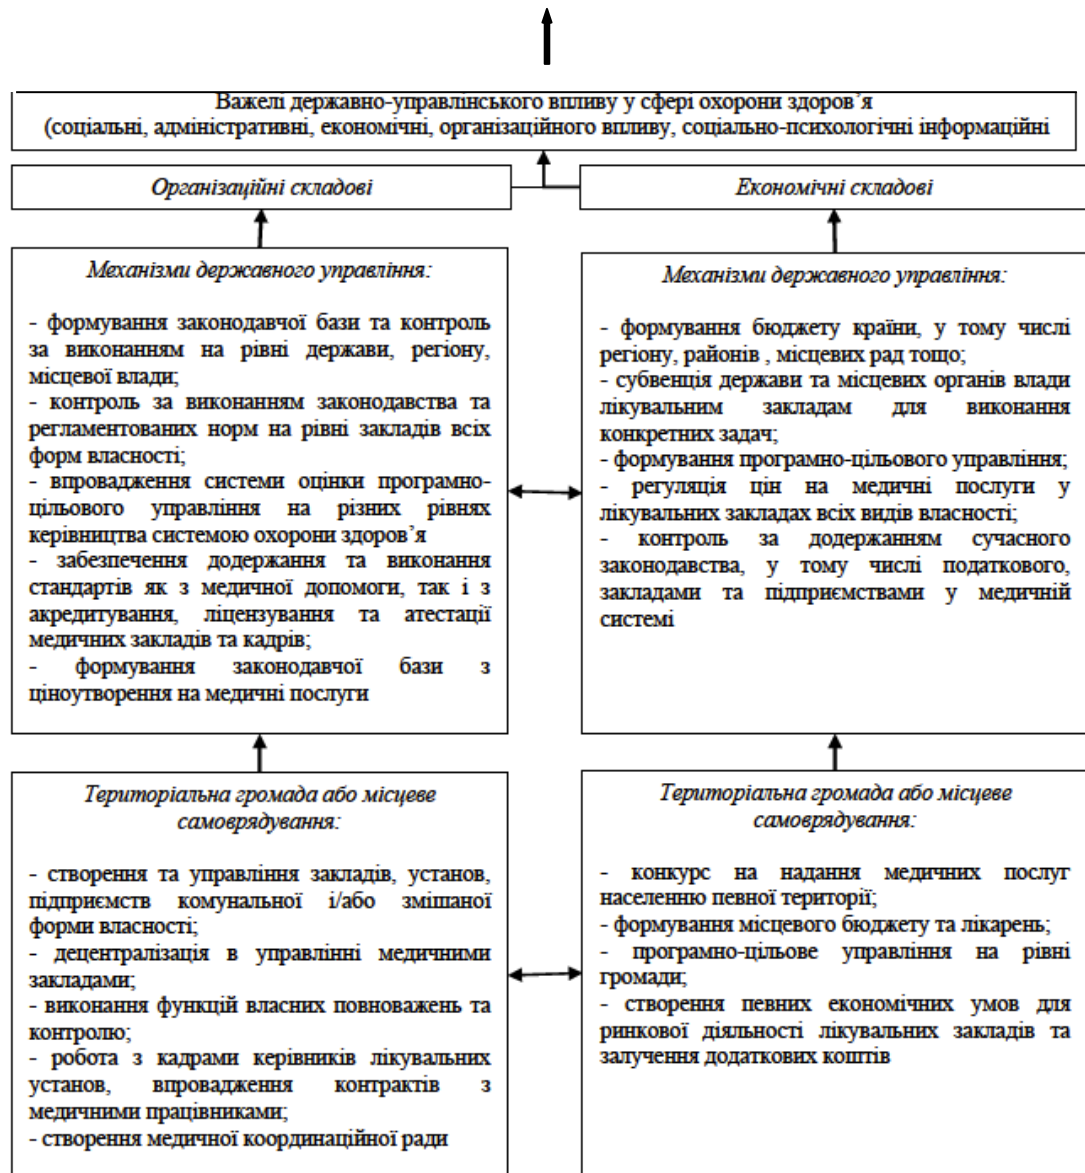 Важелі державно-управлінського впливу у сфері охорони здоров’я
(соціальні, адміністративні, економічні, організаційного впливу, соціально-психологічні інформаційні
Організаційні складові
Економічні складові
Механізми державного управління:
- формування законодавчої бази та контроль
за виконанням на рівні держави, регіону,
місцевої влади;
- контроль за виконанням законодавства та
регламентованих норм на рівні закладів всіх
форм власності;
- впровадження системи оцінки програмно-
цільового управління на різних рівнях
керівництва системою охорони здоров’я
- забезпечення додержання та виконання
стандартів як з медичної допомоги, так і з
акредитування, ліцензування та атестації
медичних закладів та кадрів;
- формування законодавчої бази з
ціноутворення на медичні послуги
Механізми державного управління:
- формування бюджету країни, у тому числі
регіону, районів , місцевих рад тощо;
- субвенція держави та місцевих органів влади
лікувальним закладам для виконання
конкретних задач;
- формування програмно-цільового управління;
- регуляція цін на медичні послуги у
лікувальних закладах всіх видів власності;
- контроль за додержанням сучасного
законодавства, у тому числі податкового,
закладами та підприємствами у медичній
системі
Територіальна громада або місцеве
самоврядування:
- створення та управління закладів, установ,
підприємств комунальної і/або змішаної
форми власності;
- децентралізація в управлінні медичними
закладами;
- виконання функцій власних повноважень та
контролю;
- робота з кадрами керівників лікувальних
установ, впровадження контрактів з
медичними працівниками;
- створення медичної координаційної ради
Територіальна громада або місцеве
самоврядування:
- конкурс на надання медичних послуг
населенню певної території;
- формування місцевого бюджету та лікарень;
- програмно-цільове управління на рівні
громади;
- створення певних економічних умов для
ринкової діяльності лікувальних закладів та
залучення додаткових коштів